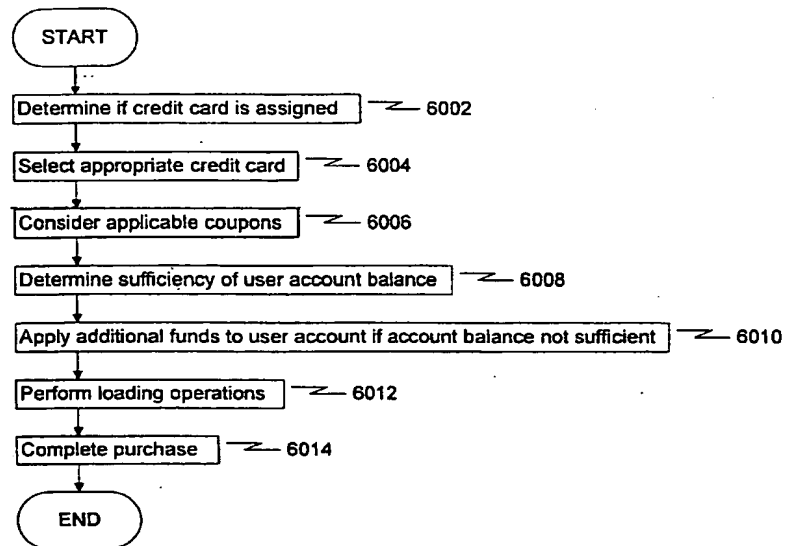 START
Determine if credit card is assigned 6002
Select appropriate credit card 6004
Consider applicable coupons 6006
Determine sufficiency of user account balance 6008
Apply additional funds to user account if account balance not sufficient 6010
Perform loading operations 6012
Complete purchase 6014
END